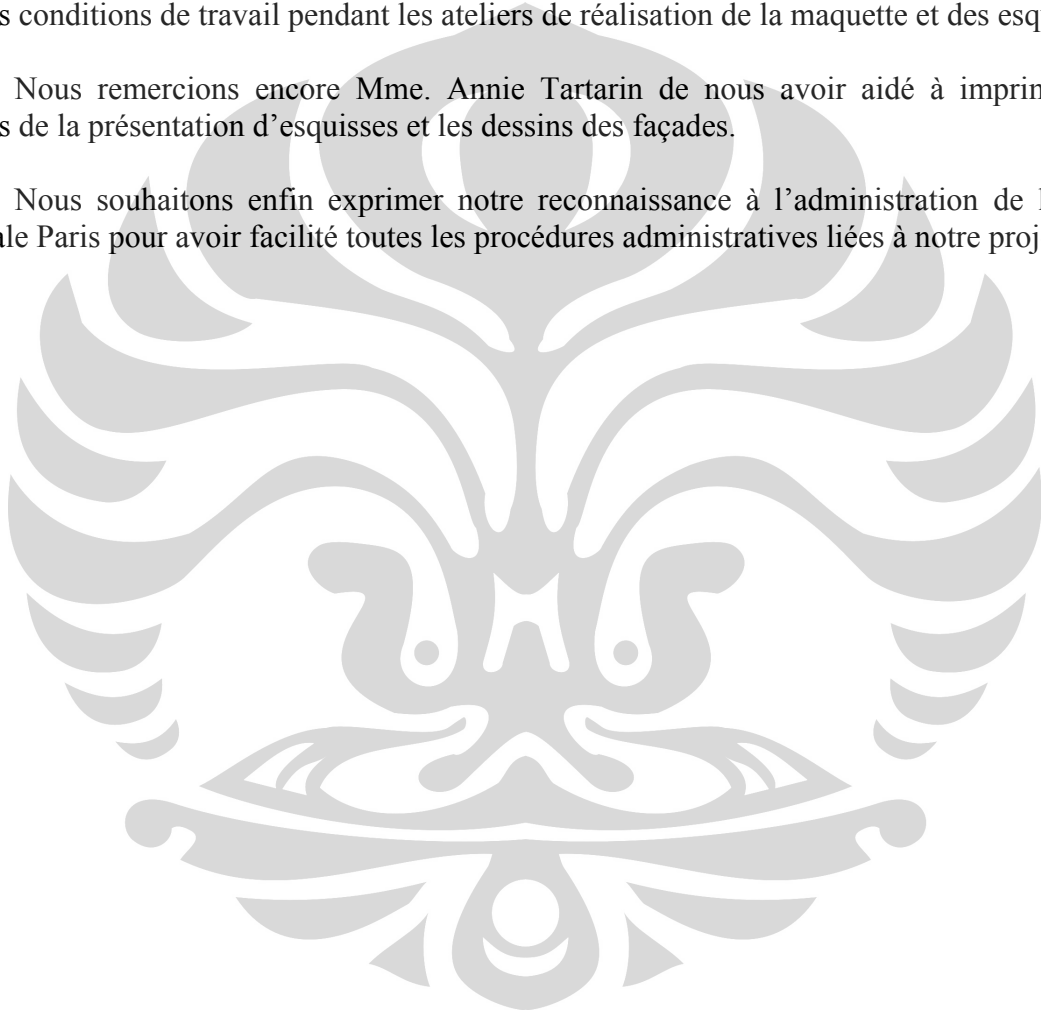 s conditions de travail pendant les ateliers de réalisation de la maquette et des esqu
Nous remercions encore Mme. Annie Tartarin de nous avoir aidé à imprim
s de la présentation d’esquisses et les dessins des façades.
Nous souhaitons enfin exprimer notre reconnaissance à l’administration de l
ale Paris pour avoir facilité toutes les procédures administratives liées à notre proj